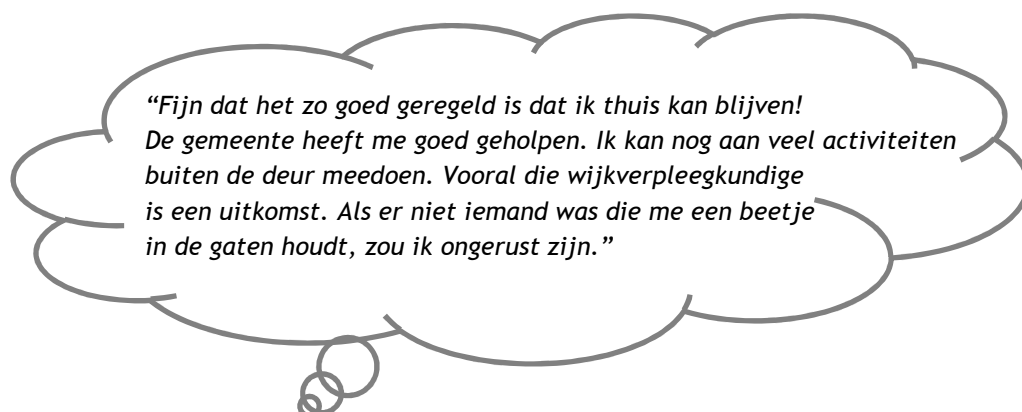 “Fijn dat het zo goed geregeld is dat ik thuis kan blijven!
De gemeente heeft me goed geholpen. Ik kan nog aan veel activiteiten
buiten de deur meedoen. Vooral die wijkverpleegkundige
is een uitkomst. Als er niet iemand was die me een beetje
in de gaten houdt, zou ik ongerust zijn.”